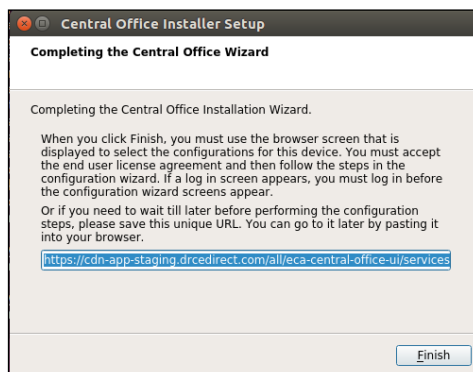 Central Office Installer Setup
Completing the Central Office Wizard
Completing the Central Office Installation Wizard.
When you click Finish, you must use the browser screen that is
displayed to select the configurations for this device. You must accept
the end user license agreement and then follow the steps in the
configuration wizard. If a log in screen appears, you must log in before
the configuration wizard screens appear.
Or if you need to wait till later before performing the configuration
steps, please save this unique URL. You can go to it later by pasting it
into your browser.
https://cdn-app-staging.drcedirect.com/all/eca-central-office-ui/services
Finish